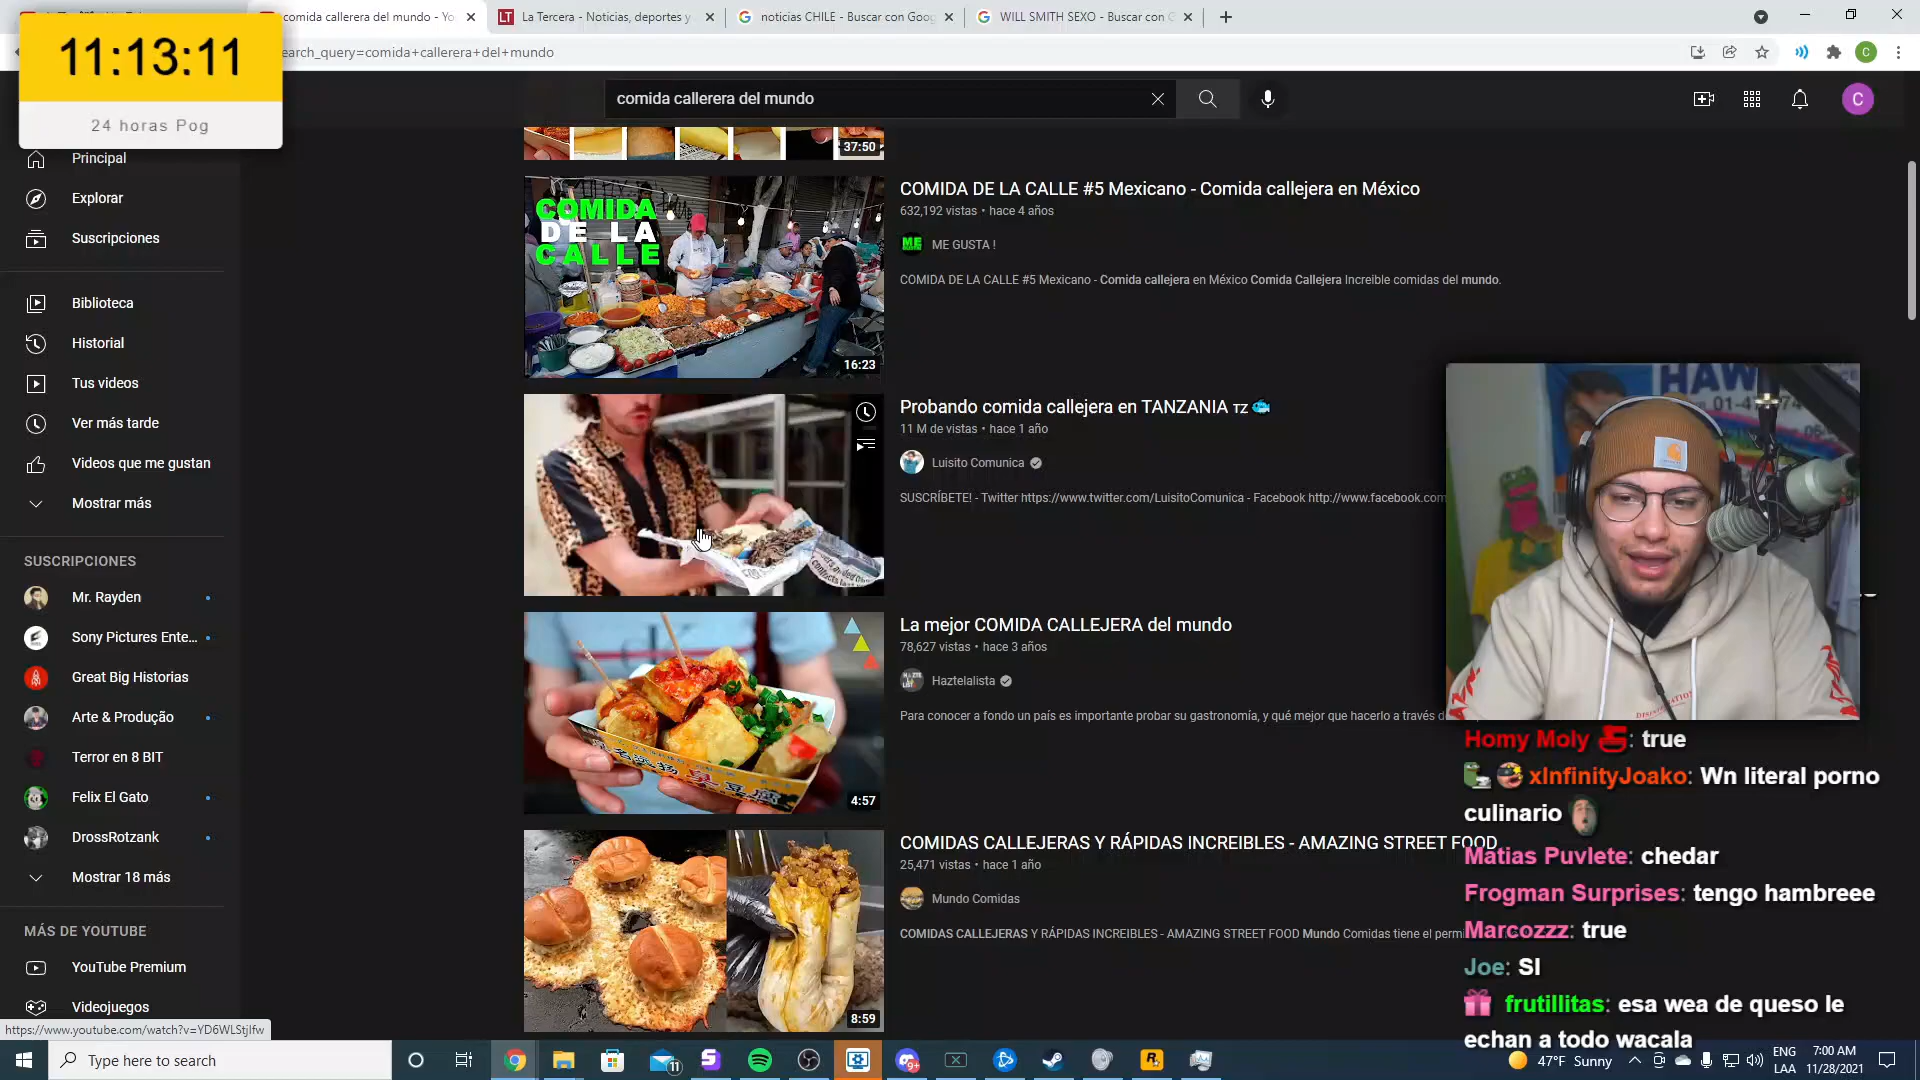 comida callerera del mundo - Yo
La Tercera - Noticias, deportes y
noticias CHILE - Buscar con Goog
WILL SMITH SEXO - Buscar con G
11:13:11
24 horas Pog
earch_query=comida+callerera+del+mundo
C
comida callerera del mundo
C
Principal
Explorar
Suscripciones
Biblioteca
Historial
Tus videos
Ver más tarde
Videos que me gustan
Mostrar más
SUSCRIPCIONES
Mr. Rayden
Sony Pictures Ente...
Great Big Historias
Arte & Produção
Terror en 8 BIT
Felix El Gato
DrossRotzank
Mostrar 18 más
MÁS DE YOUTUBE
YouTube Premium
Videojuegos
https://www.youtube.com/watch?v=YD6WLStjIfw
37:50
COMIDA
DE LA
CALLE
16:23
COMIDA DE LA CALLE #5 Mexicano - Comida callejera en México
632,192 vistas • hace 4 años
ME
ME GUSTA !
COMIDA DE LA CALLE #5 Mexicano - Comida callejera en México Comida Callejera Increible comidas del mundo.
Probando comida callejera en TANZANIA TZ
11 M de vistas • hace 1 año
Luisito Comunica
SUSCRÍBETE! - Twitter https://www.twitter.com/LuisitoComunica - Facebook http://www.facebook.com
4:57
La mejor COMIDA CALLEJERA del mundo
78,627 vistas • hace 3 años
Haztelalista
Para conocer a fondo un país es importante probar su gastronomía, y qué mejor que hacerlo a través d
8:59
COMIDAS CALLEJERAS Y RÁPIDAS INCREIBLES - AMAZING STREET FOOD
25,471 vistas • hace 1 año
Mundo Comidas
COMIDAS CALLEJERAS Y RÁPIDAS INCREIBLES - AMAZING STREET FOOD Mundo Comidas tiene el permi
HAW
01-4
Homy Moly : true
xInfinityJoako: Wn literal porno
culinario
Matias Puvlete: chedar
Frogman Surprises: tengo hambreee
Marcozzz: true
Joe: SI
frutillitas: esa wea de queso le
echan a todo wacala
Type here to search
11
9+
47°F Sunny
ENG
LAA
7:00 AM
11/28/2021